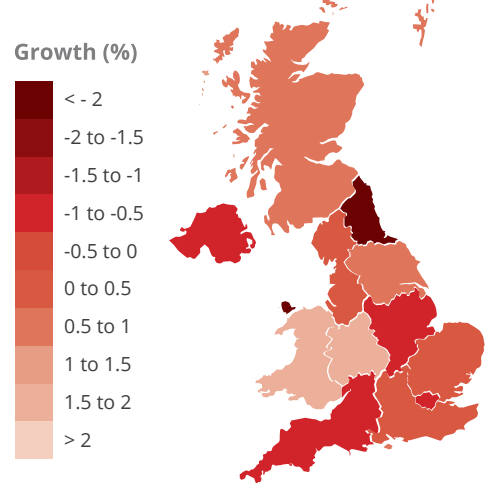 Growth (%)
< - 2
-2 to -1.5
-1.5 to -1
-1 to -0.5
-0.5 to 0
0 to 0.5
0.5 to 1
1 to 1.5
1.5 to 2
> 2